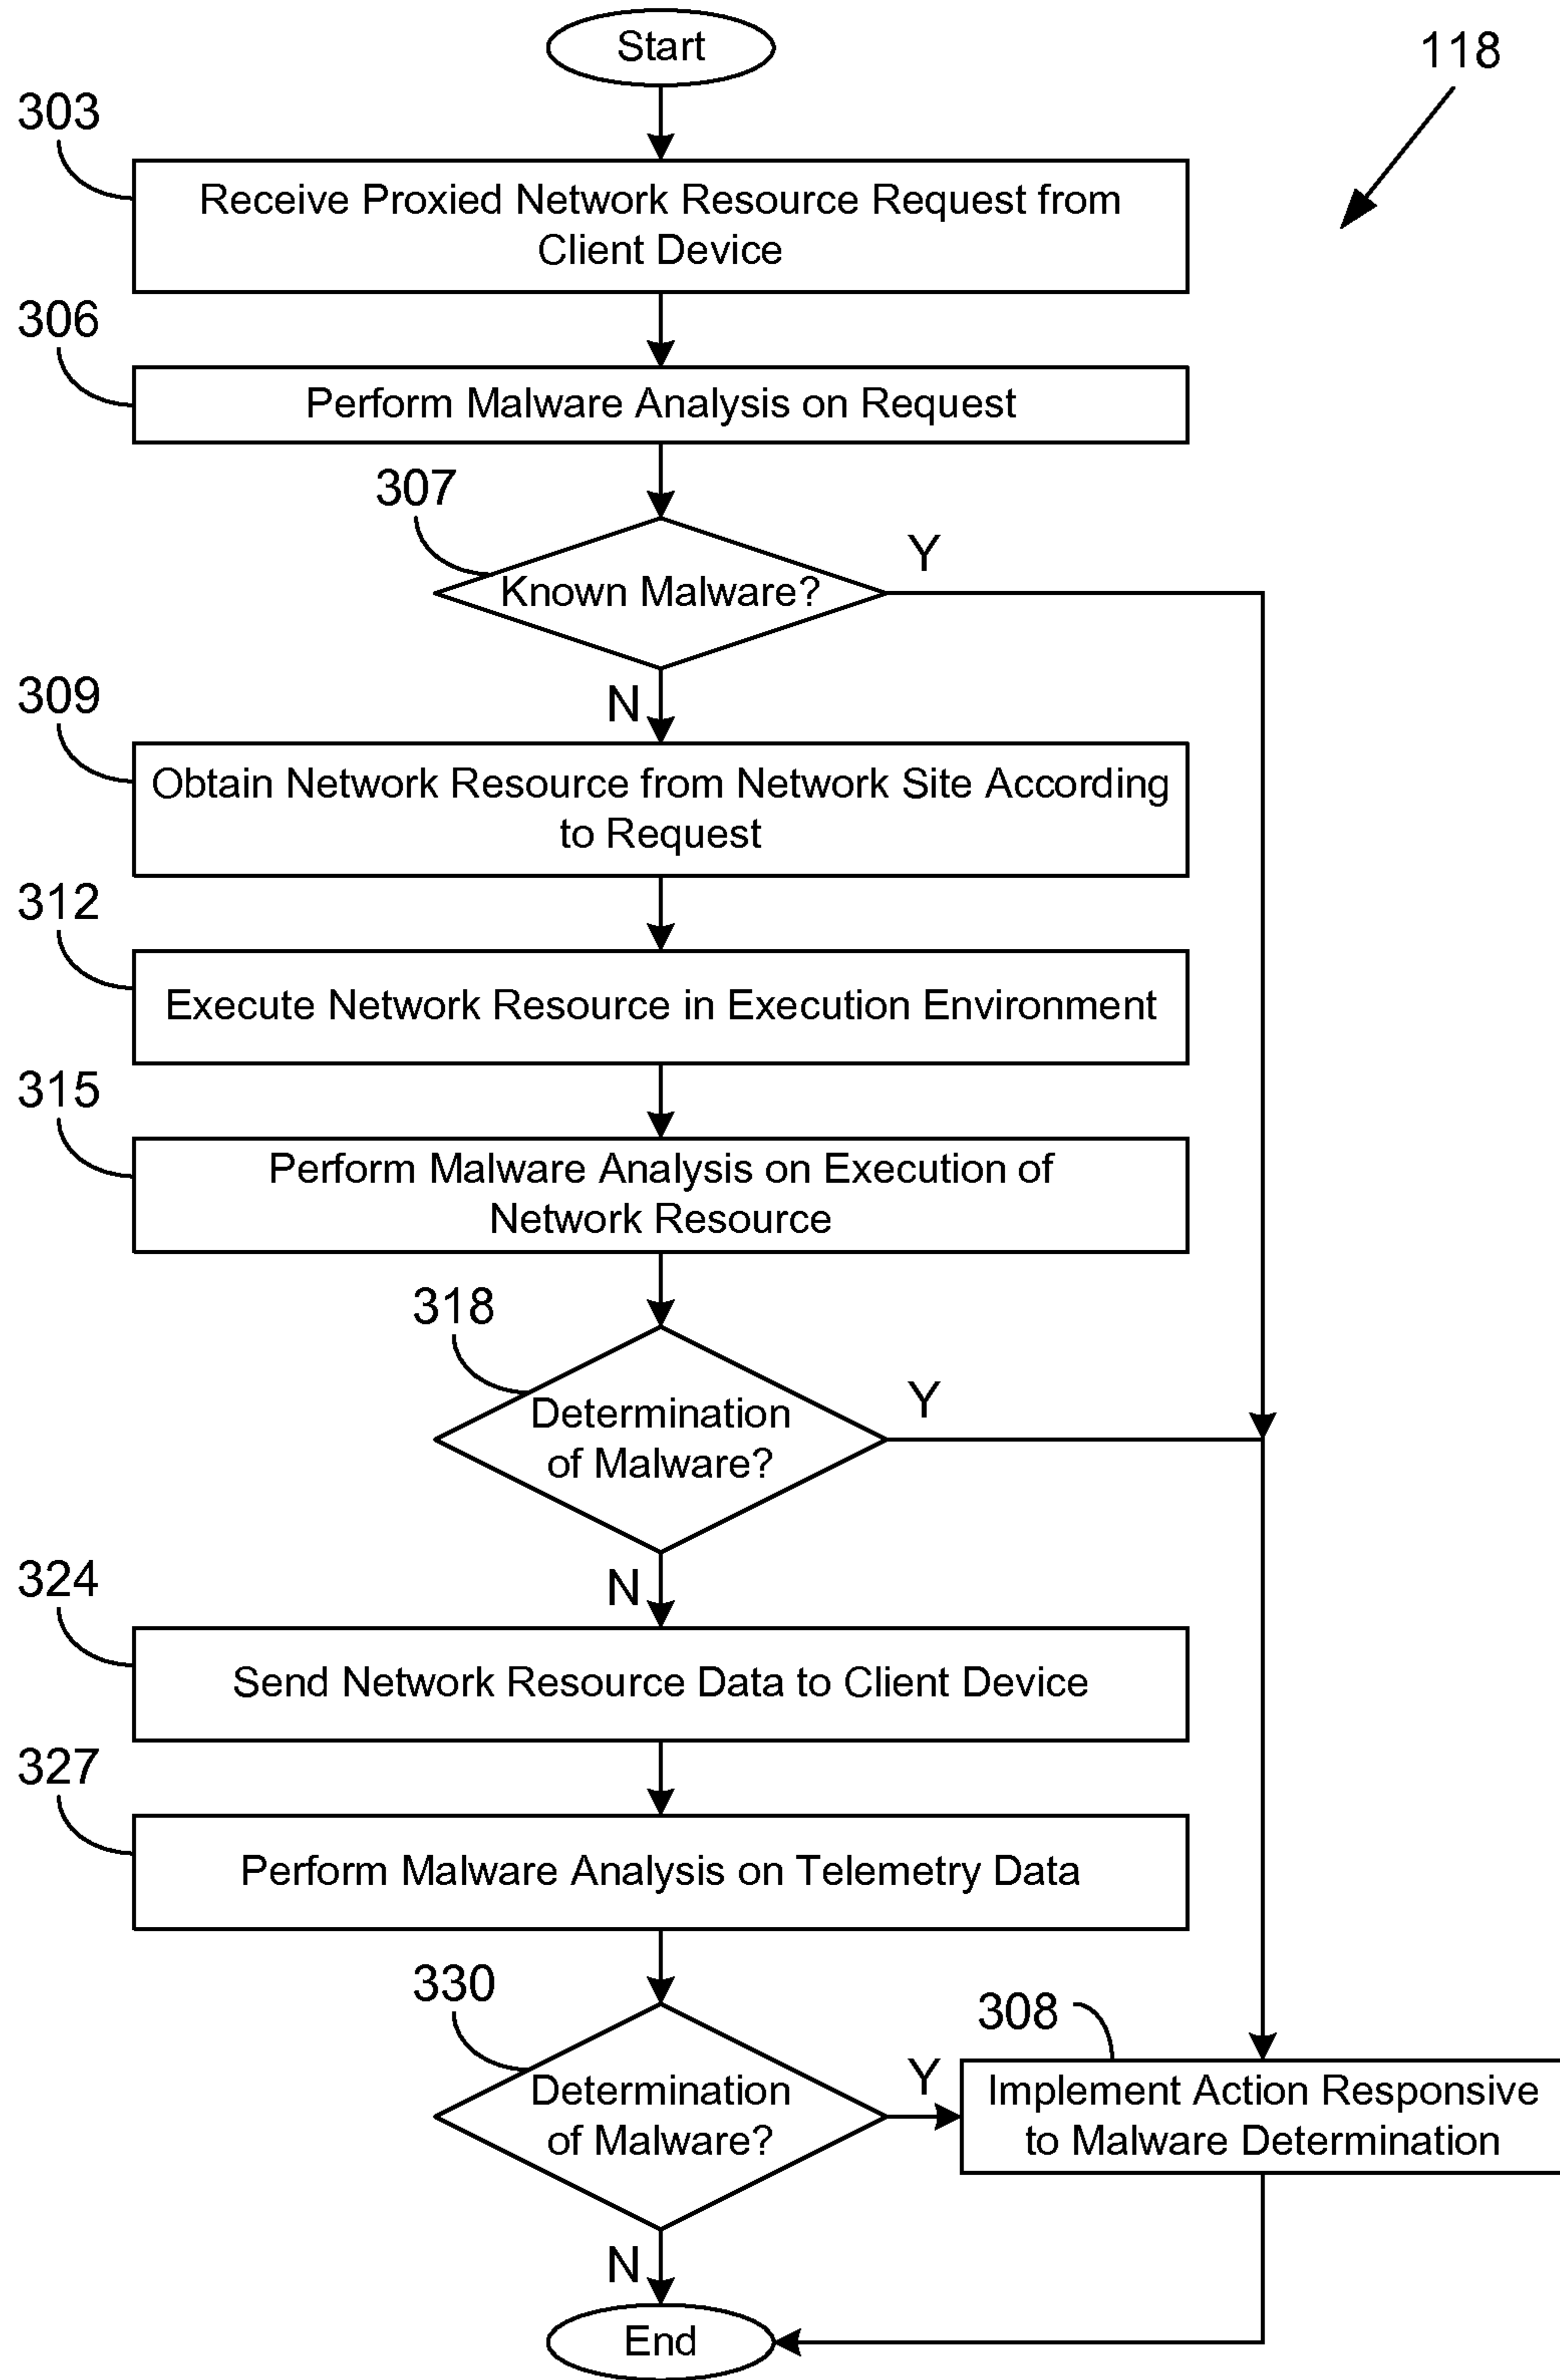 Start
118
303
Receive Proxied Network Resource Request from
Client Device
306
Perform Malware Analysis on Request
307
Known Malware?
Y
N
309
Obtain Network Resource from Network Site According
to Request
312
Execute Network Resource in Execution Environment
315
Perform Malware Analysis on Execution of
Network Resource
318
Determination
of Malware?
Y
N
324
Send Network Resource Data to Client Device
327
Perform Malware Analysis on Telemetry Data
330
Determination
of Malware?
Y
308
Implement Action Responsive
to Malware Determination
N
End